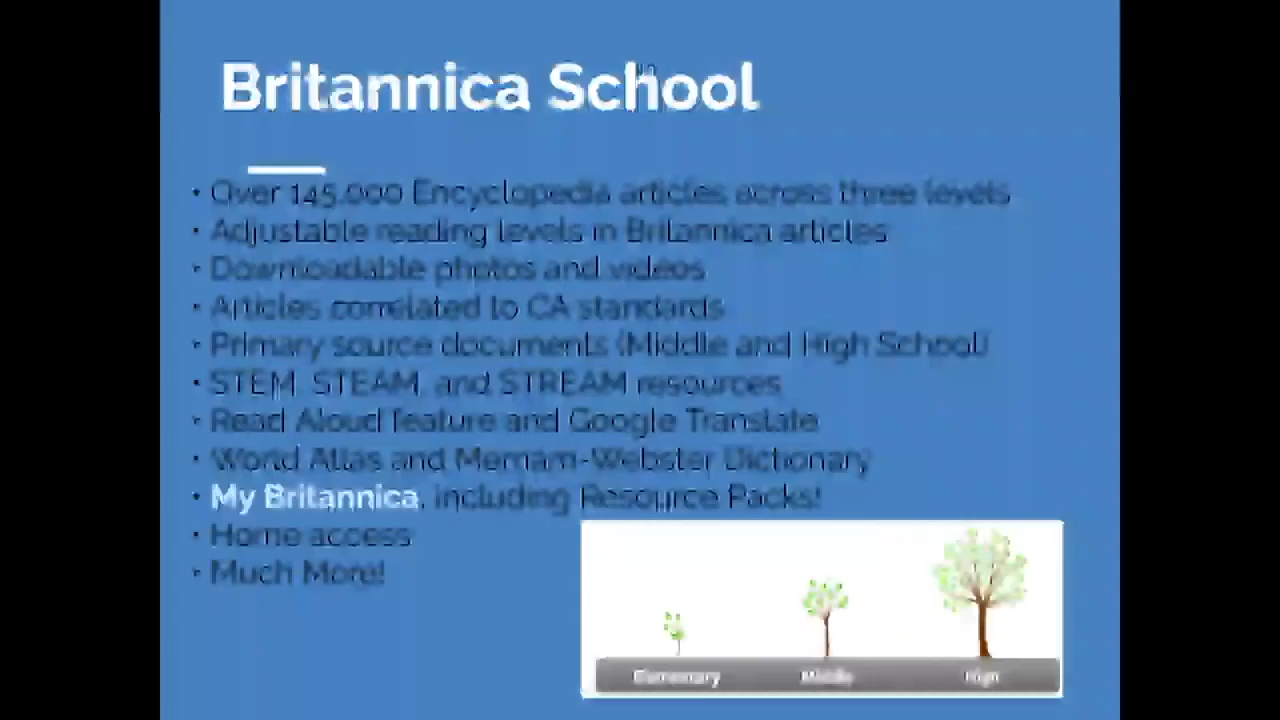 Britannica School
• Over 145,000 Encyclopedia articles across three levels
• Adjustable reading levels in Britannica articles
• Downloadable photos and videos
• Articles correlated to CA standards
• Primary source documents (Middle and High School)
• STEM, STEAM, and STREAM resources
• Read Aloud feature and Google Translate
• World Atlas and Merriam-Webster Dictionary
• My Britannica, including Resource Packs!
• Home access
• Much More!
Elementary Middle High